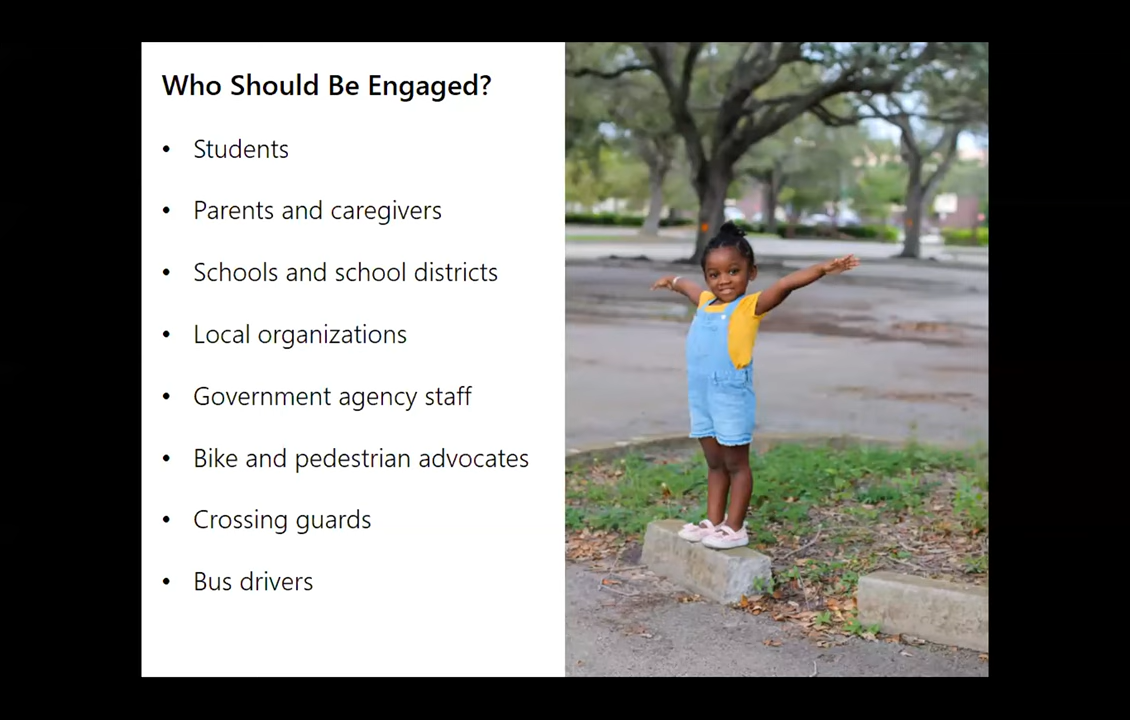 Who Should Be Engaged?
• Students
• Parents and caregivers
• Schools and school districts
• Local organizations
• Government agency staff
• Bike and pedestrian advocates
• Crossing guards
• Bus drivers